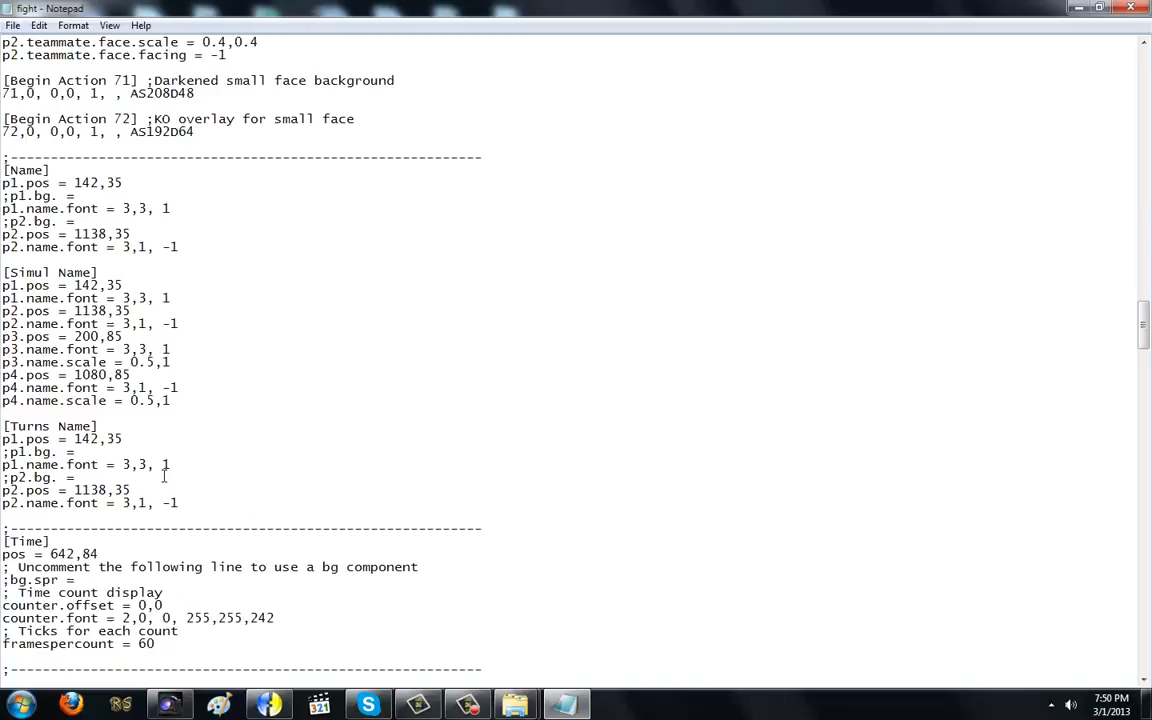 fight - Notepad
File Edit Format View Help
p2.teammate.face.scale = 0.4,0.4
p2.teammate.face.facing = -1
[Begin Action 71] ;Darkened small face background
71,0, 0,0, 1, , AS208D48
[Begin Action 72] ;KO overlay for small face
72,0, 0,0, 1, , AS192D64
;-----------------------------------------------------------
[Name]
p1.pos = 142,35
;p1.bg. =
p1.name.font = 3,3, 1
;p2.bg. =
p2.pos = 1138,35
p2.name.font = 3,1, -1
[Simul Name]
p1.pos = 142,35
p1.name.font = 3,3, 1
p2.pos = 1138,35
p2.name.font = 3,1, -1
p3.pos = 200,85
p3.name.font = 3,3, 1
p3.name.scale = 0.5,1
p4.pos = 1080,85
p4.name.font = 3,1, -1
p4.name.scale = 0.5,1
[Turns Name]
p1.pos = 142,35
;p1.bg. =
p1.name.font = 3,3, 1
;p2.bg. =
p2.pos = 1138,35
p2.name.font = 3,1, -1
;-----------------------------------------------------------
[Time]
pos = 642,84
; Uncomment the following line to use a bg component
;bg.spr =
; Time count display
counter.offset = 0,0
counter.font = 2,0, 0, 255,255,242
; Ticks for each count
framespercount = 60
;-----------------------------------------------------------
RS
321
S
7:50 PM
3/1/2013